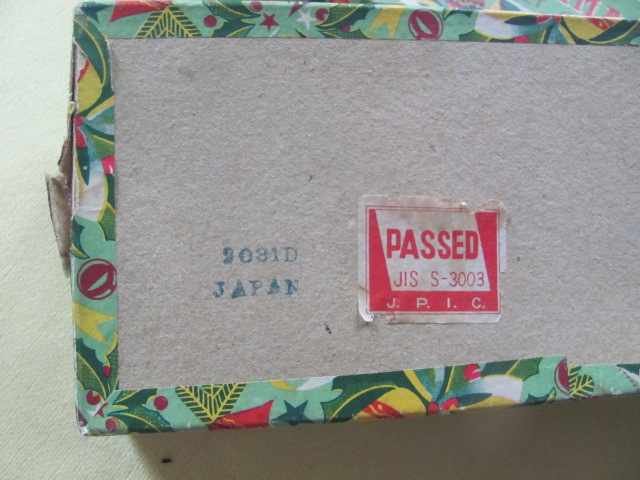 2031D
JAPAN
PASSED
JIS S-3003
J. P. I. C.